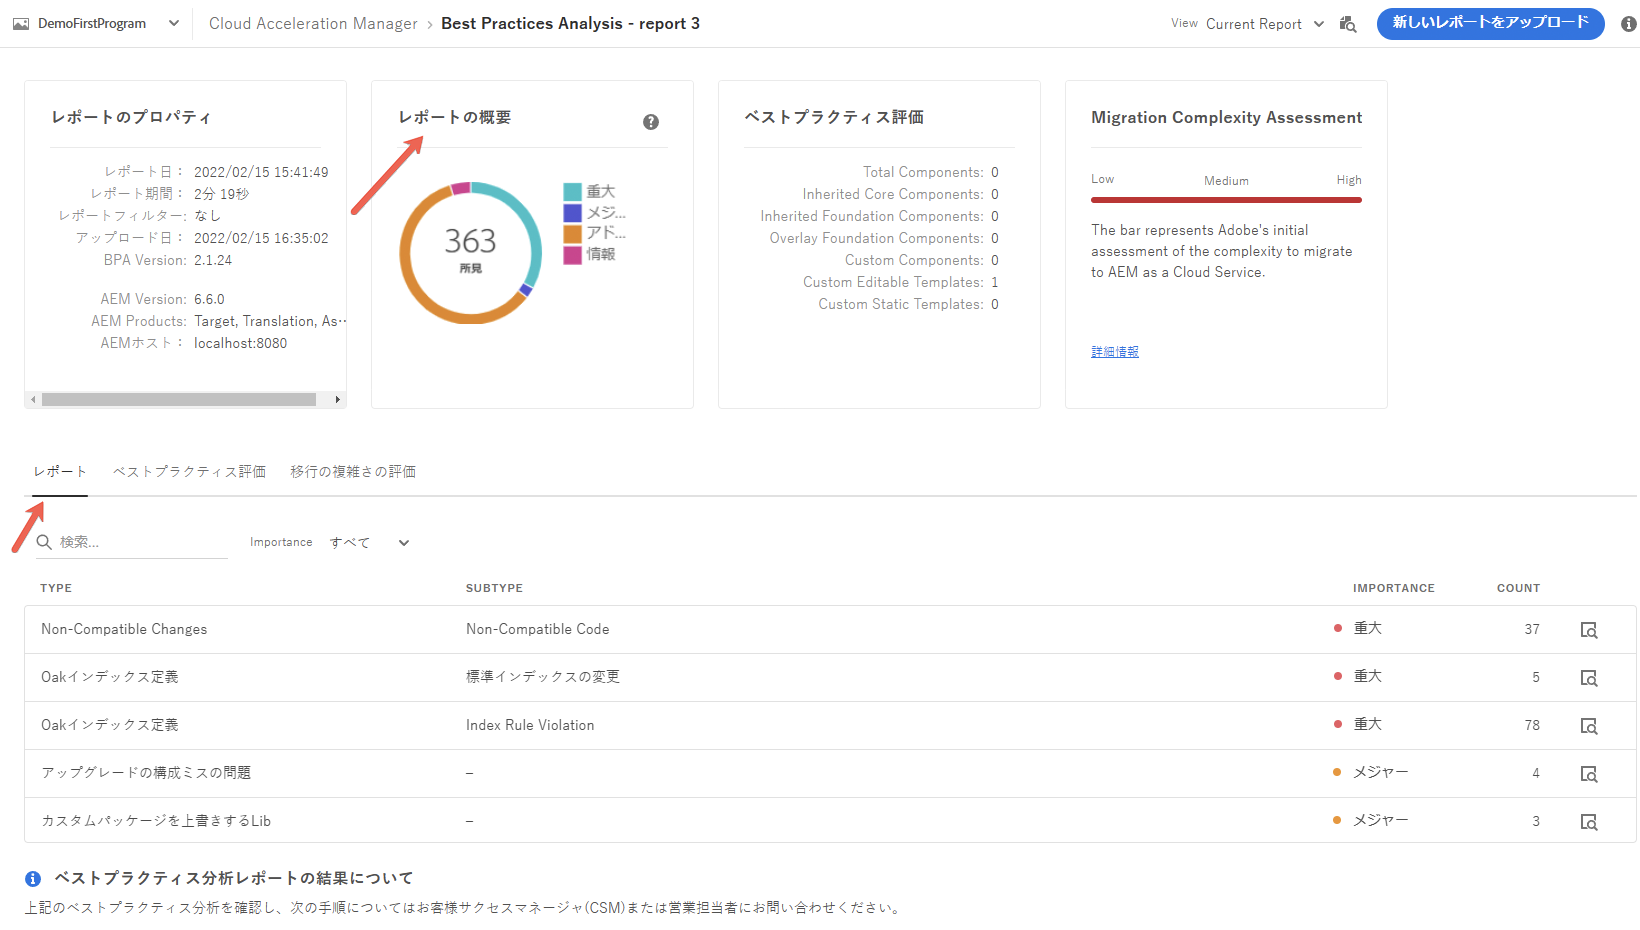 DemoFirstProgram
Cloud Acceleration Manager › Best Practices Analysis - report 3
View Current Report
新しいレポートをアップロード
レポートのプロパティ
レポート日： 2022/02/15 15:41:49
レポート期間： 2分 19秒
レポートフィルター: なし
アップロード日： 2022/02/15 16:35:02
BPA Version: 2.1.24
AEM Version: 6.6.0
AEM Products: Target, Translation, As…
AEMホスト： localhost:8080
レポートの概要
363
所見
重大
メジ...
アド...
情報
ベストプラクティス評価
Total Components: 0
Inherited Core Components: 0
Inherited Foundation Components: 0
Overlay Foundation Components: 0
Custom Components: 0
Custom Editable Templates: 1
Custom Static Templates: 0
Migration Complexity Assessment
Low Medium High
The bar represents Adobe's initial
assessment of the complexity to migrate
to AEM as a Cloud Service.
詳細情報
レポート ベストプラクティス評価 移行の複雑さの評価
検索... Importance すべて
TYPE SUBTYPE IMPORTANCE COUNT
Non-Compatible Changes Non-Compatible Code 重大 37
Oakインデックス定義 標準インデックスの変更 重大 5
Oakインデックス定義 Index Rule Violation 重大 78
アップグレードの構成ミスの問題 – メジャー 4
カスタムパッケージを上書きするLib – メジャー 3
ベストプラクティス分析レポートの結果について
上記のベストプラクティス分析を確認し、次の手順についてはお客様サクセスマネージャ(CSM)または営業担当者にお問い合わせください。